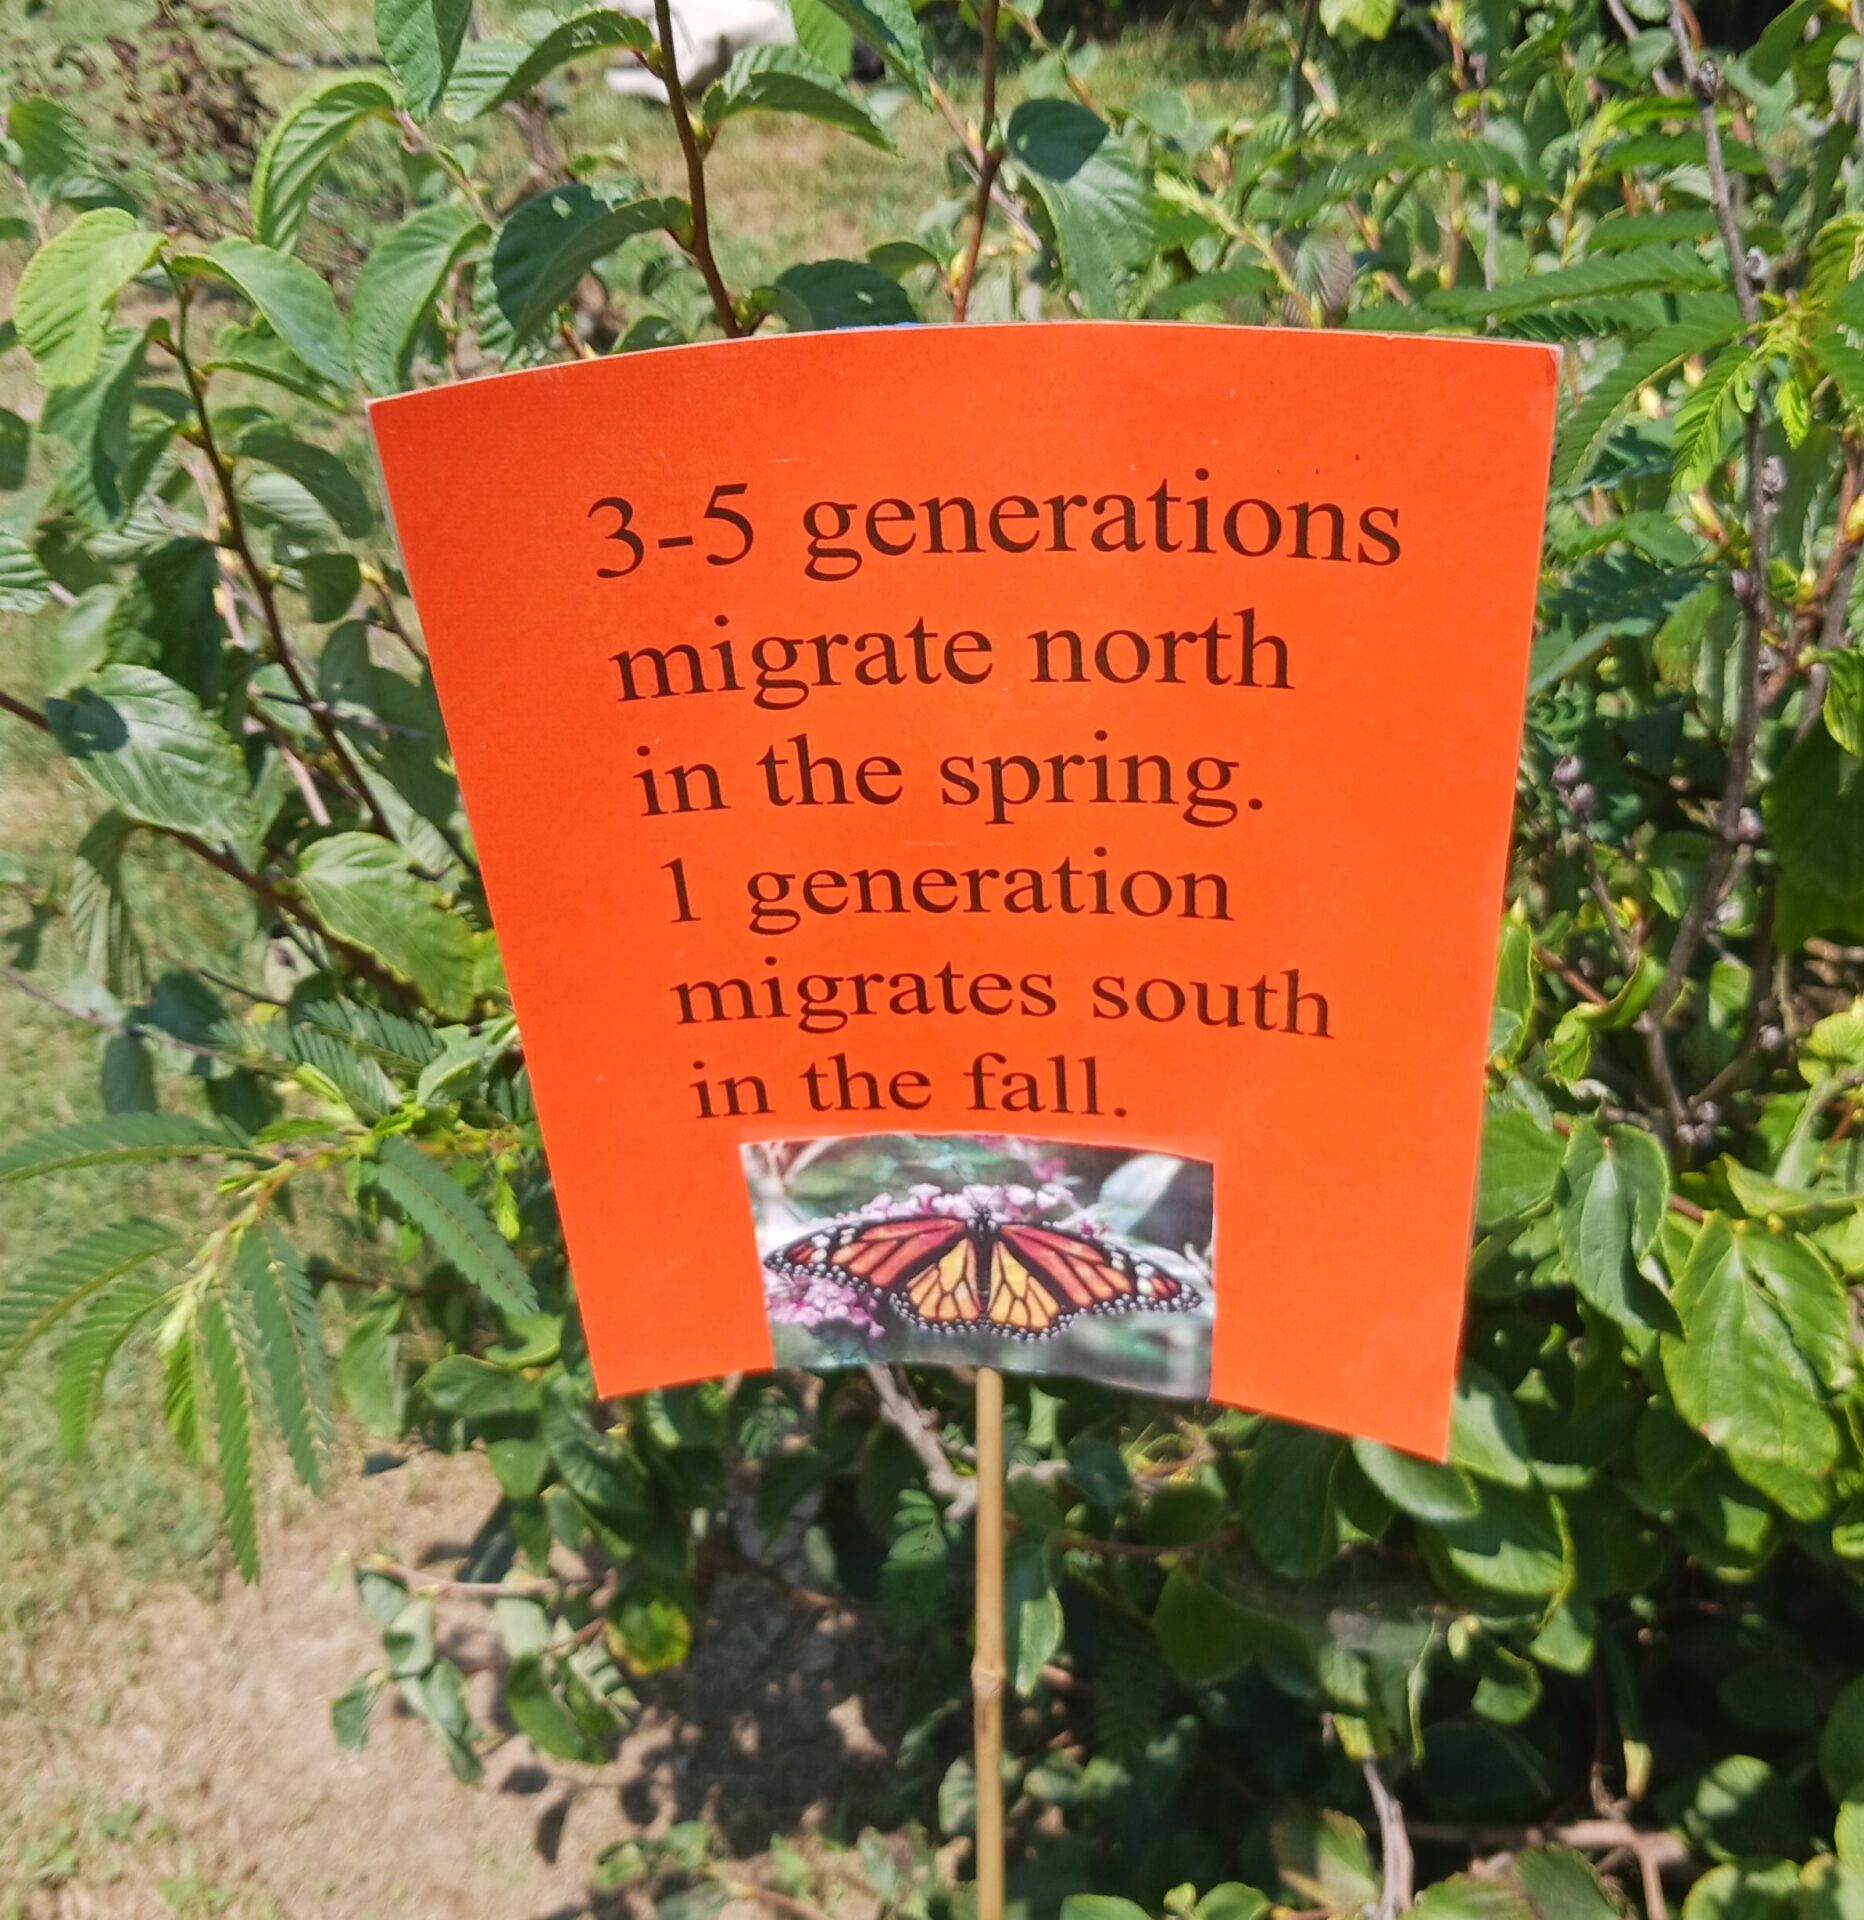 3-5 generations
migrate north
in the spring.
1 generation
migrates south
in the fall.